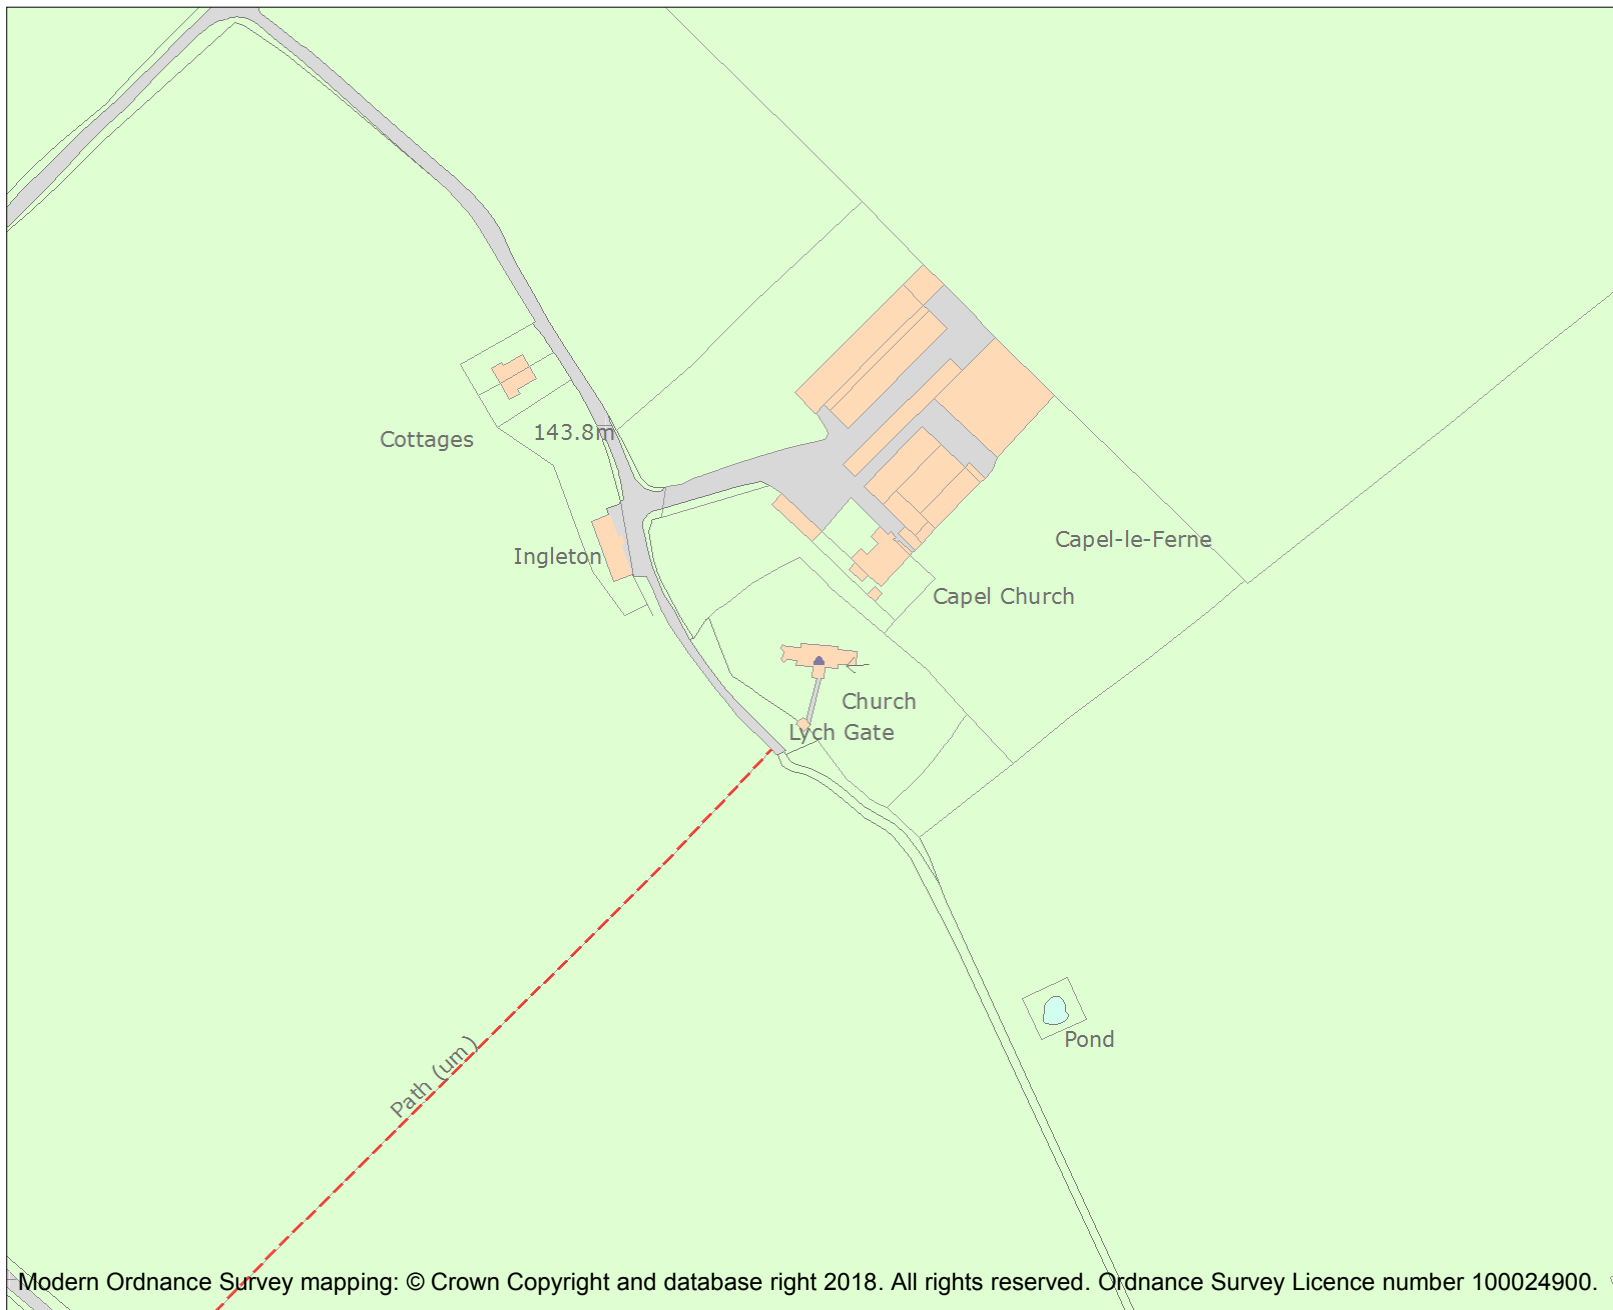 Cottages
143.8m
Ingleton
Capel-le-Ferne
Capel Church
Church
Lych Gate
Pond
Path (um)
Modern Ordnance Survey mapping: © Crown Copyright and database right 2018. All rights reserved. Ordnance Survey Licence number 100024900.